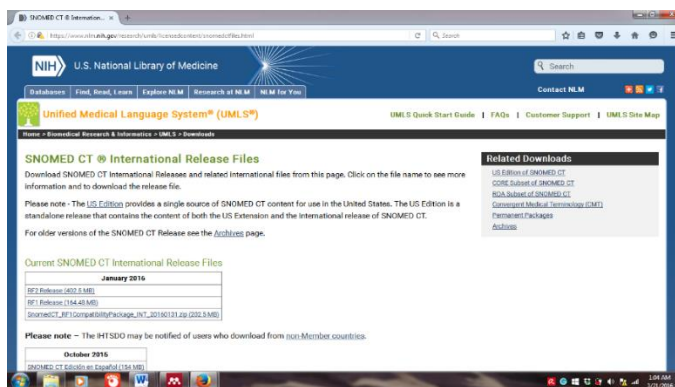 SNOMED CT ® Internation...
https://www.nlm.nih.gov/research/umls/licensedcontent/snomedctfiles.html
Search
NIH U.S. National Library of Medicine
Search
Databases Find, Read, Learn Explore NLM Research at NLM NLM for You
Contact NLM
Unified Medical Language System® (UMLS®)
UMLS Quick Start Guide | FAQs | Customer Support | UMLS Site Map
Home > Biomedical Research & Informatics > UMLS > Downloads
SNOMED CT ® International Release Files
Download SNOMED CT International Releases and related international files from this page. Click on the file name to see more
information and to download the release file.
Please note - The US Edition provides a single source of SNOMED CT content for use in the United States. The US Edition is a
standalone release that contains the content of both the US Extension and the International release of SNOMED CT.
For older versions of the SNOMED CT Release see the Archives page.
Related Downloads
US Edition of SNOMED CT
CORE Subset of SNOMED CT
ROA Subset of SNOMED CT
Convergent Medical Terminology (CMT)
Permanent Packages
Archives
Current SNOMED CT International Release Files
January 2016
RF2 Release (402.5 MB)
RF1 Release (164.48 MB)
SnomedCT_RF1CompatibilityPackage_INT_20160131.zip (202.5 MB)
Please note – The IHTSDO may be notified of users who download from non-Member countries.
October 2015
SNOMED CT Edición en Español (154 MB)
1:04 AM